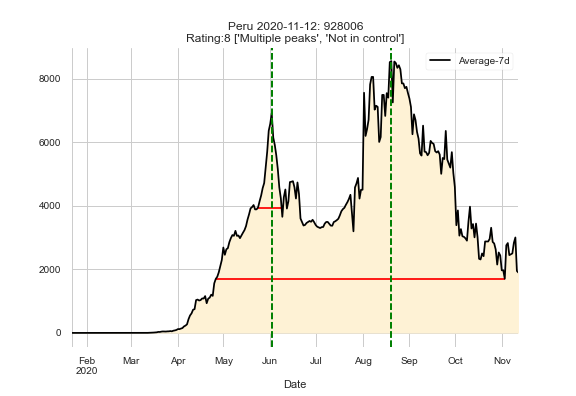 Peru 2020-11-12: 928006
Rating:8 ['Multiple peaks', 'Not in control']
Average-7d
8000
6000
4000
2000
0
Feb Mar Apr May Jun Jul Aug Sep Oct Nov
2020
Date